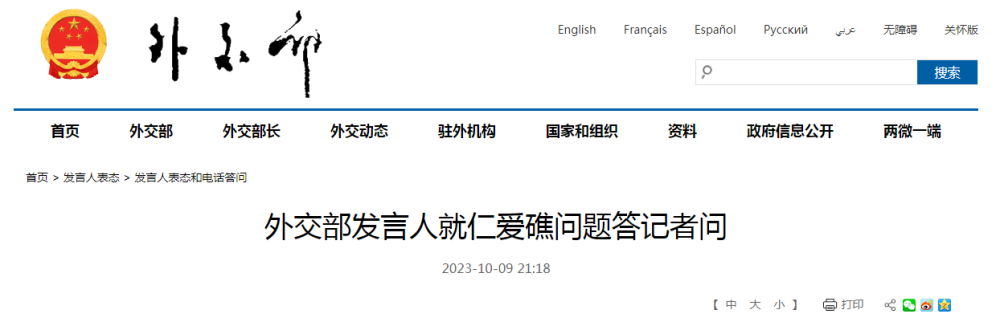 外交部
English Français Español Русский عربي 无障碍 关怀版
搜索
首页 外交部 外交部长 外交动态 驻外机构 国家和组织 资料 政府信息公开 两微一端
首页 > 发言人表态 > 发言人表态和电话答问
外交部发言人就仁爱礁问题答记者问
2023-10-09 21:18
【 中 大 小 】 打印